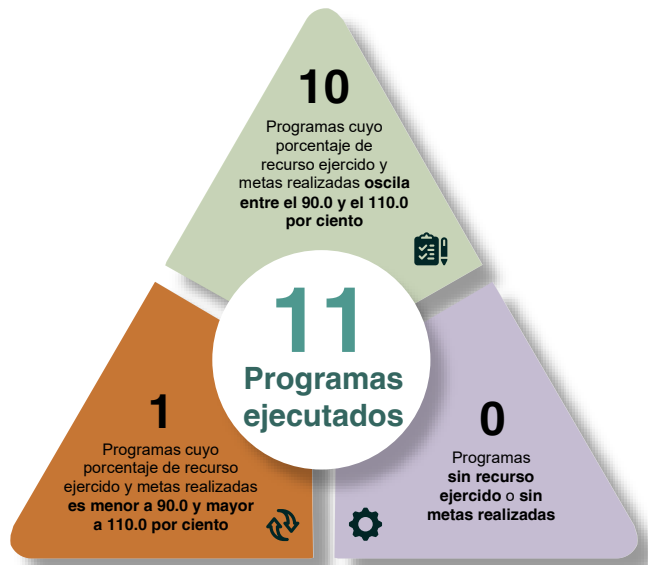 10
Programas cuyo
porcentaje de
recurso ejercido y
metas realizadas oscila
entre el 90.0 y el 110.0
por ciento
11
Programas
ejecutados
1
Programas cuyo
porcentaje de recurso
ejercido y metas realizadas
es menor a 90.0 y mayor
a 110.0 por ciento
0
Programas
sin recurso
ejercido o sin
metas realizadas